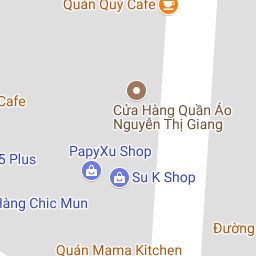 Quán Quý Cafe
Cafe
Cửa Hàng Quần Áo
Nguyễn Thị Giang
5 Plus
PapyXu Shop
Su K Shop
Hàng Chic Mun
Đường
Quán Mama Kitchen